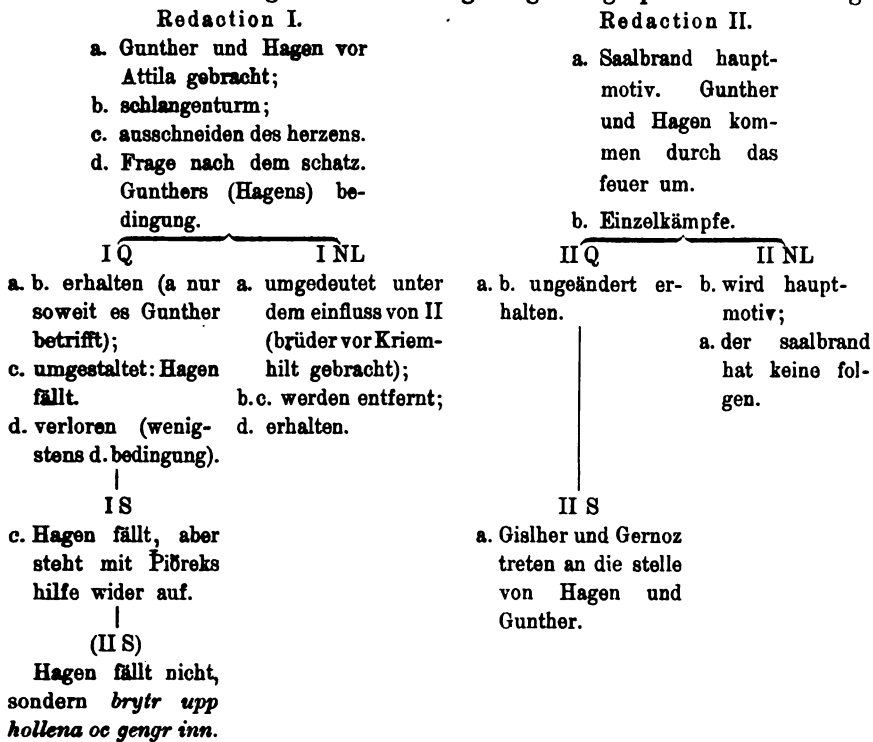 Redaction I.
a. Gunther und Hagen vor
Attila gebracht;
b. schlangenturm;
c. ausschneiden des herzens.
d. Frage nach dem schatz.
Gunthers (Hagens) be-
dingung.
Redaction II.
a. Saalbrand haupt-
motiv. Gunther
und Hagen kom-
men durch das
feuer um.
b. Einzelkämpfe.
I Q
a. b. erhalten (a nur
soweit es Gunther
betrifft);
c. umgestaltet: Hagen
fällt.
d. verloren (wenig-
stens d. bedingung).
I NL
a. umgedeutet unter
dem einfluss von II
(brüder vor Kriem-
hilt gebracht);
b. c. werden entfernt;
d. erhalten.
II Q
a. b. ungeändert er-
halten.
II NL
b. wird haupt-
motiv;
a. der saalbrand
hat keine fol-
gen.
I S
c. Hagen fällt, aber
steht mit Þiðreks
hilfe wider auf.
(II S)
Hagen fällt nicht,
sondern brytr upp
hollena oc gengr inn.
II S
a. Gislher und Gernoz
treten an die stelle
von Hagen und
Gunther.